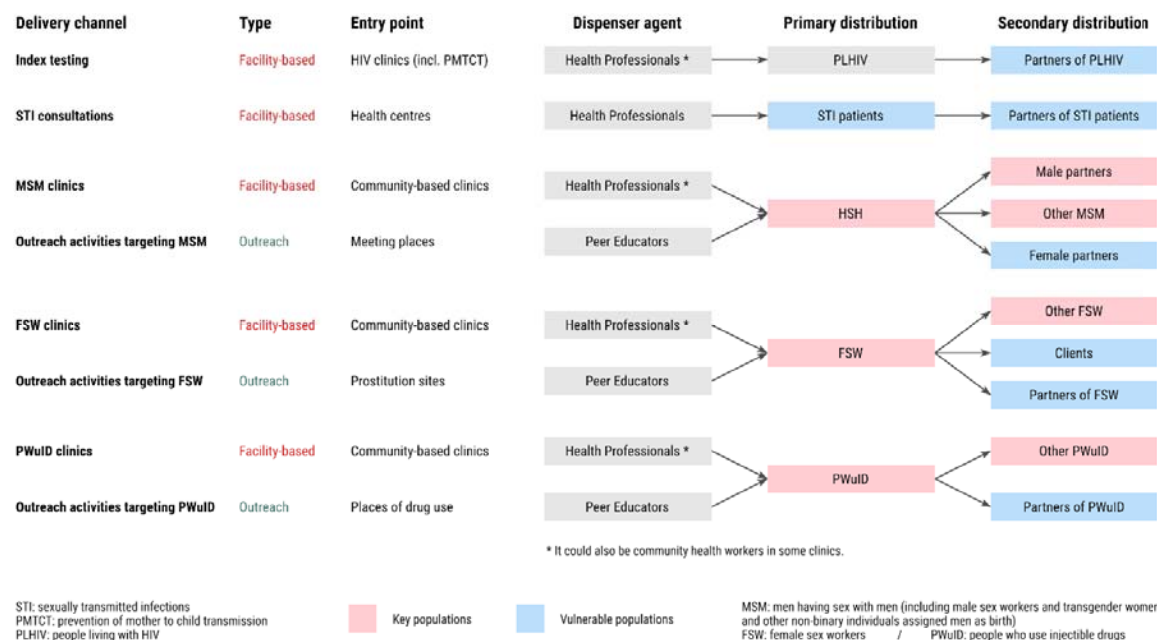 Delivery channel Type Entry point Dispenser agent Primary distribution Secondary distribution
Index testing Facility-based HIV clinics (incl. PMTCT) Health Professionals * PLHIV Partners of PLHIV
STI consultations Facility-based Health centres Health Professionals STI patients Partners of STI patients
Male partners
MSM clinics Facility-based Community-based clinics Health Professionals *
HSH Other MSM
Outreach activities targeting MSM Outreach Meeting places Peer Educators
Female partners
Other FSW
FSW clinics Facility-based Community-based clinics Health Professionals *
FSW Clients
Outreach activities targeting FSW Outreach Prostitution sites Peer Educators
Partners of FSW
PWuID clinics Facility-based Community-based clinics Health Professionals * Other PWuID
PWuID
Outreach activities targeting PWuID Outreach Places of drug use Peer Educators Partners of PWuID
* It could also be community health workers in some clinics.
STI: sexually transmitted infections
PMTCT: prevention of mother to child transmission
PLHIV: people living with HIV
Key populations
Vulnerable populations
MSM: men having sex with men (including male sex workers and transgender women
and other non-binary individuals assigned men as birth)
FSW: female sex workers / PWuID: people who use injectible drugs